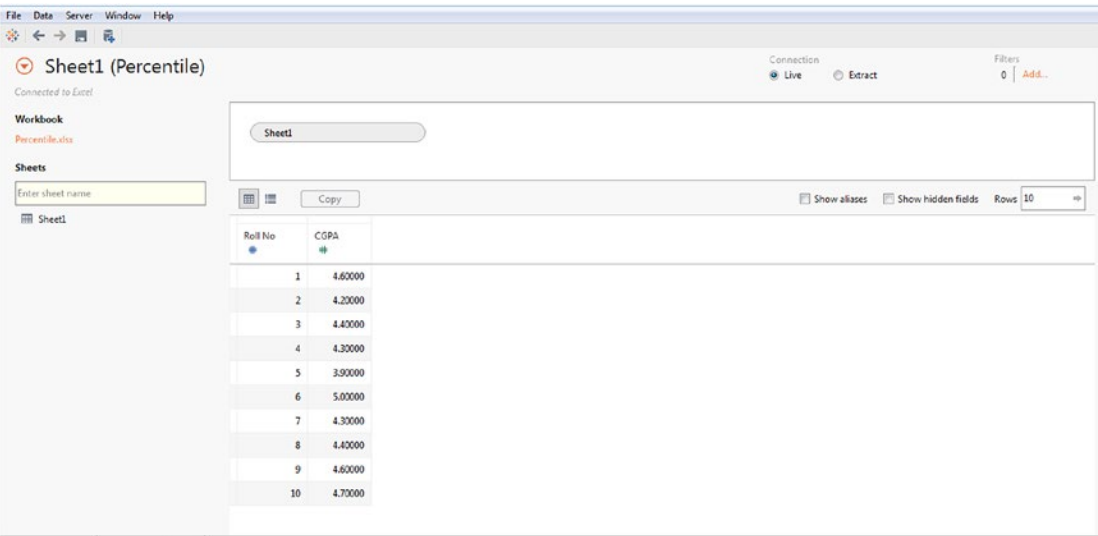 File Data Server Window Help
Sheet1 (Percentile)
Connection
Filters
Live Extract
0 Add...
Connected to Excel
Workbook
Percentile.xlsx
Sheet1
Sheets
Enter sheet name
Sheet1
Copy
Show aliases Show hidden fields Rows 10
Roll No CGPA
1 4.60000
2 4.20000
3 4.40000
4 4.30000
5 3.90000
6 5.00000
7 4.30000
8 4.40000
9 4.60000
10 4.70000